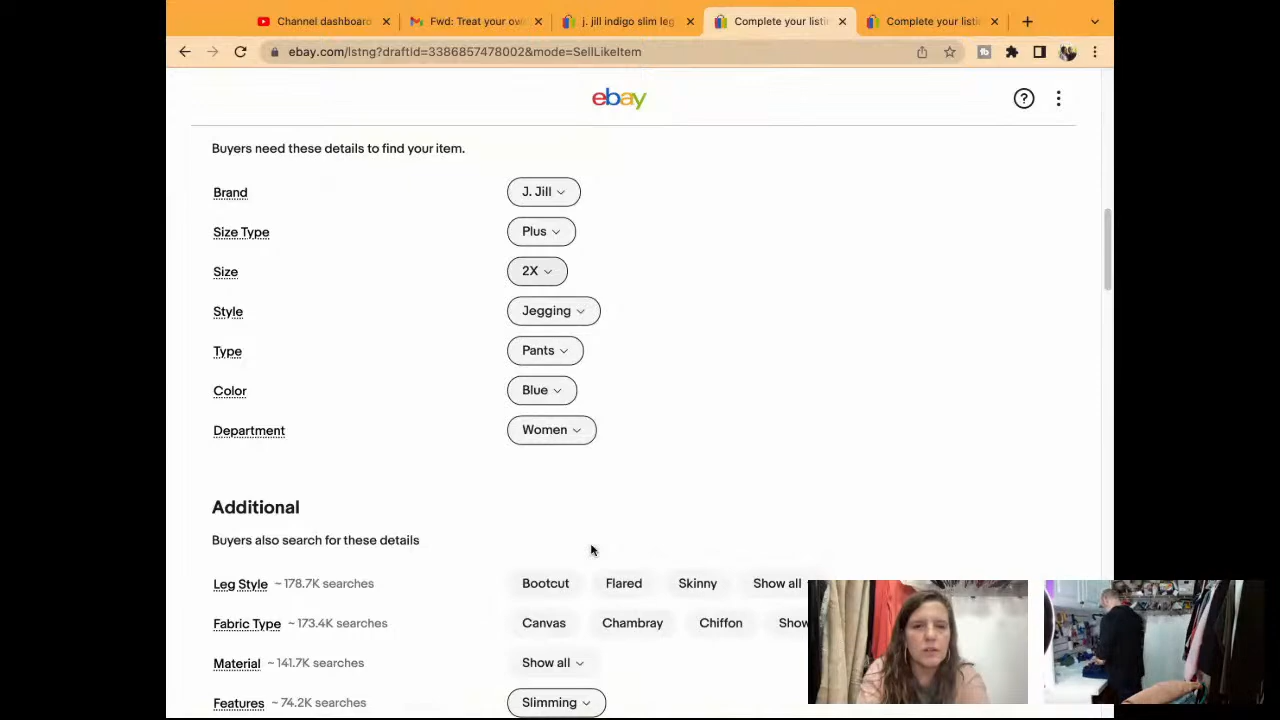 Channel dashboard
Fwd: Treat your own
j. jill indigo slim leg
Complete your listin
Complete your listi
ebay.com/lstng?draftId=3386857478002&mode=SellLikeItem
ebay
Buyers need these details to find your item.
Brand J. Jill
Size Type Plus
Size 2X
Style Jegging
Type Pants
Color Blue
Department Women
Additional
Buyers also search for these details
Leg Style ~ 178.7K searches Bootcut Flared Skinny Show all
Fabric Type ~ 173.4K searches Canvas Chambray Chiffon Show
Material ~ 141.7K searches Show all
Features ~ 74.2K searches Slimming